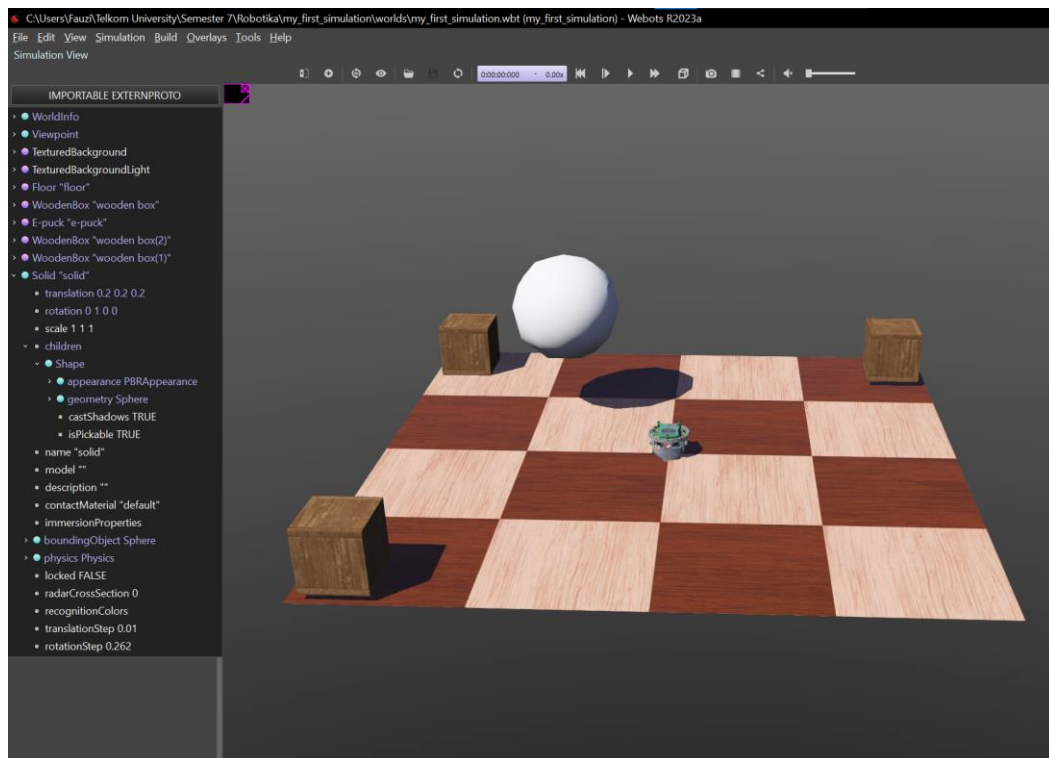 C:\Users\Fauzi\Telkom University\Semester 7\Robotika\my_first_simulation\worlds\my_first_simulation.wbt (my_first_simulation) - Webots R2023a
File Edit View Simulation Build Overlays Tools Help
Simulation View
0:00:00:000 - 0.00x
IMPORTABLE EXTERNPROTO
WorldInfo
Viewpoint
TexturedBackground
TexturedBackgroundLight
Floor "floor"
WoodenBox "wooden box"
E-puck "e-puck"
WoodenBox "wooden box(2)"
WoodenBox "wooden box(1)"
Solid "solid"
translation 0.2 0.2 0.2
rotation 0 1 0 0
scale 1 1 1
children
Shape
appearance PBRAppearance
geometry Sphere
castShadows TRUE
isPickable TRUE
name "solid"
model ""
description ""
contactMaterial "default"
immersionProperties
boundingObject Sphere
physics Physics
locked FALSE
radarCrossSection 0
recognitionColors
translationStep 0.01
rotationStep 0.262